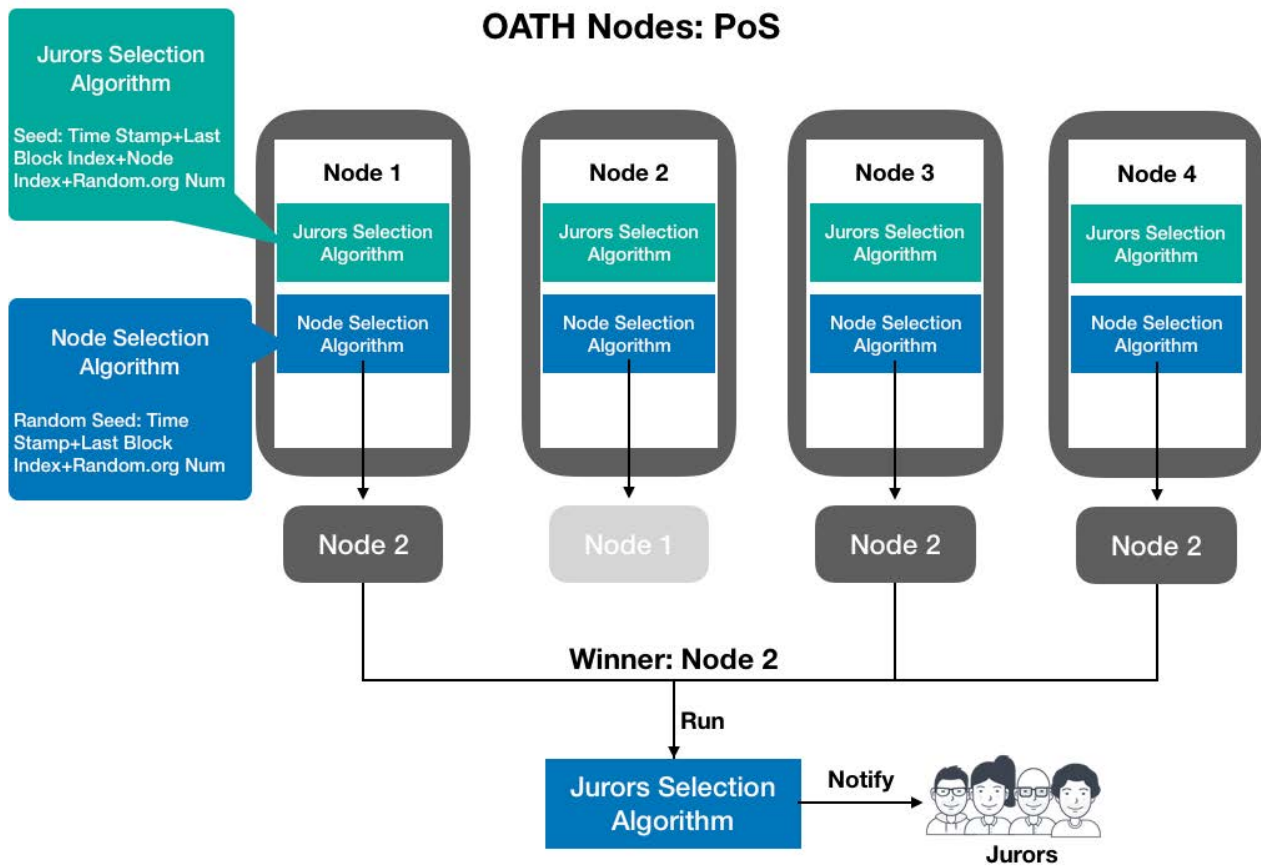 OATH Nodes: PoS
Jurors Selection
Algorithm
Seed: Time Stamp+Last
Block Index+Node
Index+Random.org Num
Node Selection
Algorithm
Random Seed: Time
Stamp+Last Block
Index+Random.org Num
Node 1
Jurors Selection
Algorithm
Node Selection
Algorithm
Node 2
Node 2
Jurors Selection
Algorithm
Node Selection
Algorithm
Node 1
Node 3
Jurors Selection
Algorithm
Node Selection
Algorithm
Node 2
Node 4
Jurors Selection
Algorithm
Node Selection
Algorithm
Node 2
Winner: Node 2
Run
Jurors Selection
Algorithm
Notify
Jurors